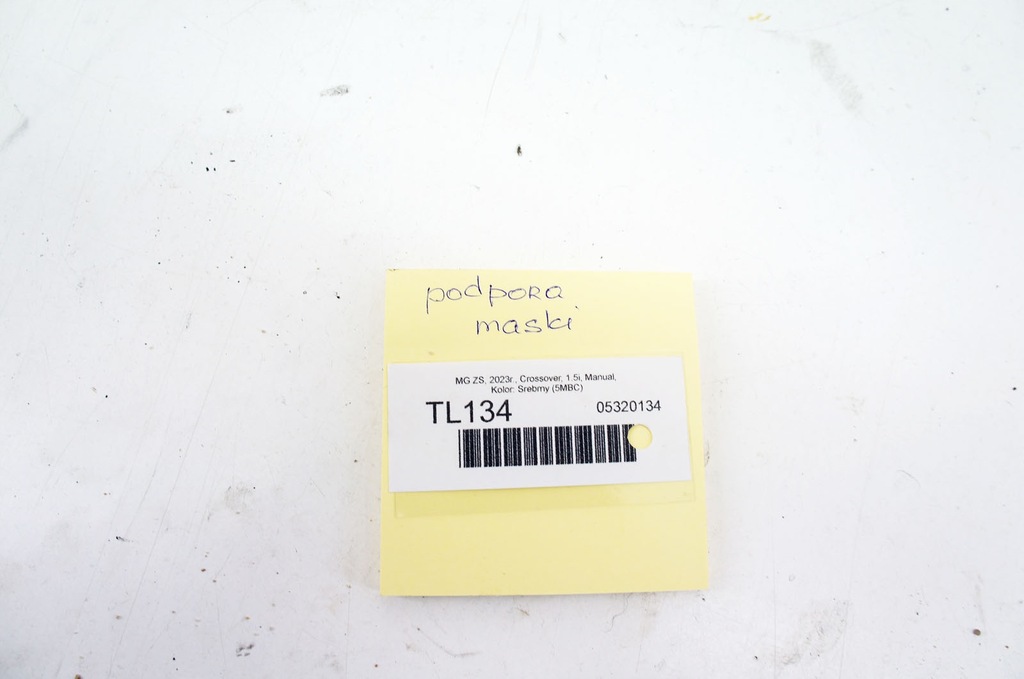 podpora
maski
MG ZS, 2023r., Crossover, 1.5i, Manual,
Kolor: Srebrny (5MBC)
TL134 05320134